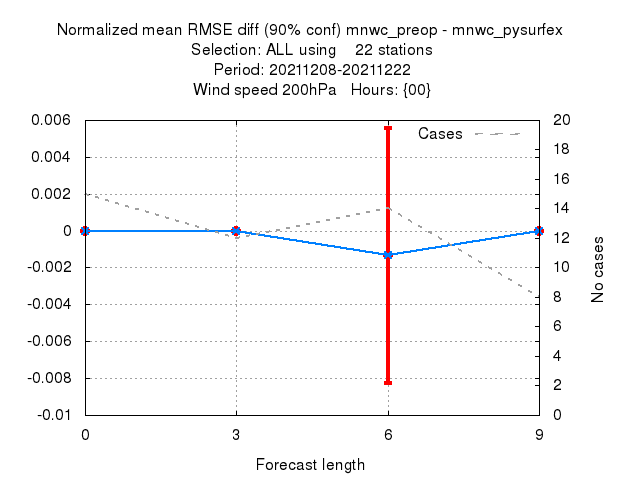 Normalized mean RMSE diff (90% conf) mnwc_preop - mnwc_pysurfex
Selection: ALL using    22 stations
Period: 20211208-20211222
Wind speed 200hPa   Hours: {00}
Cases
0.006
0.004
0.002
0
-0.002
-0.004
-0.006
-0.008
-0.01
20
18
16
14
12
10
8
6
4
2
0
No cases
0 3 6 9
Forecast length